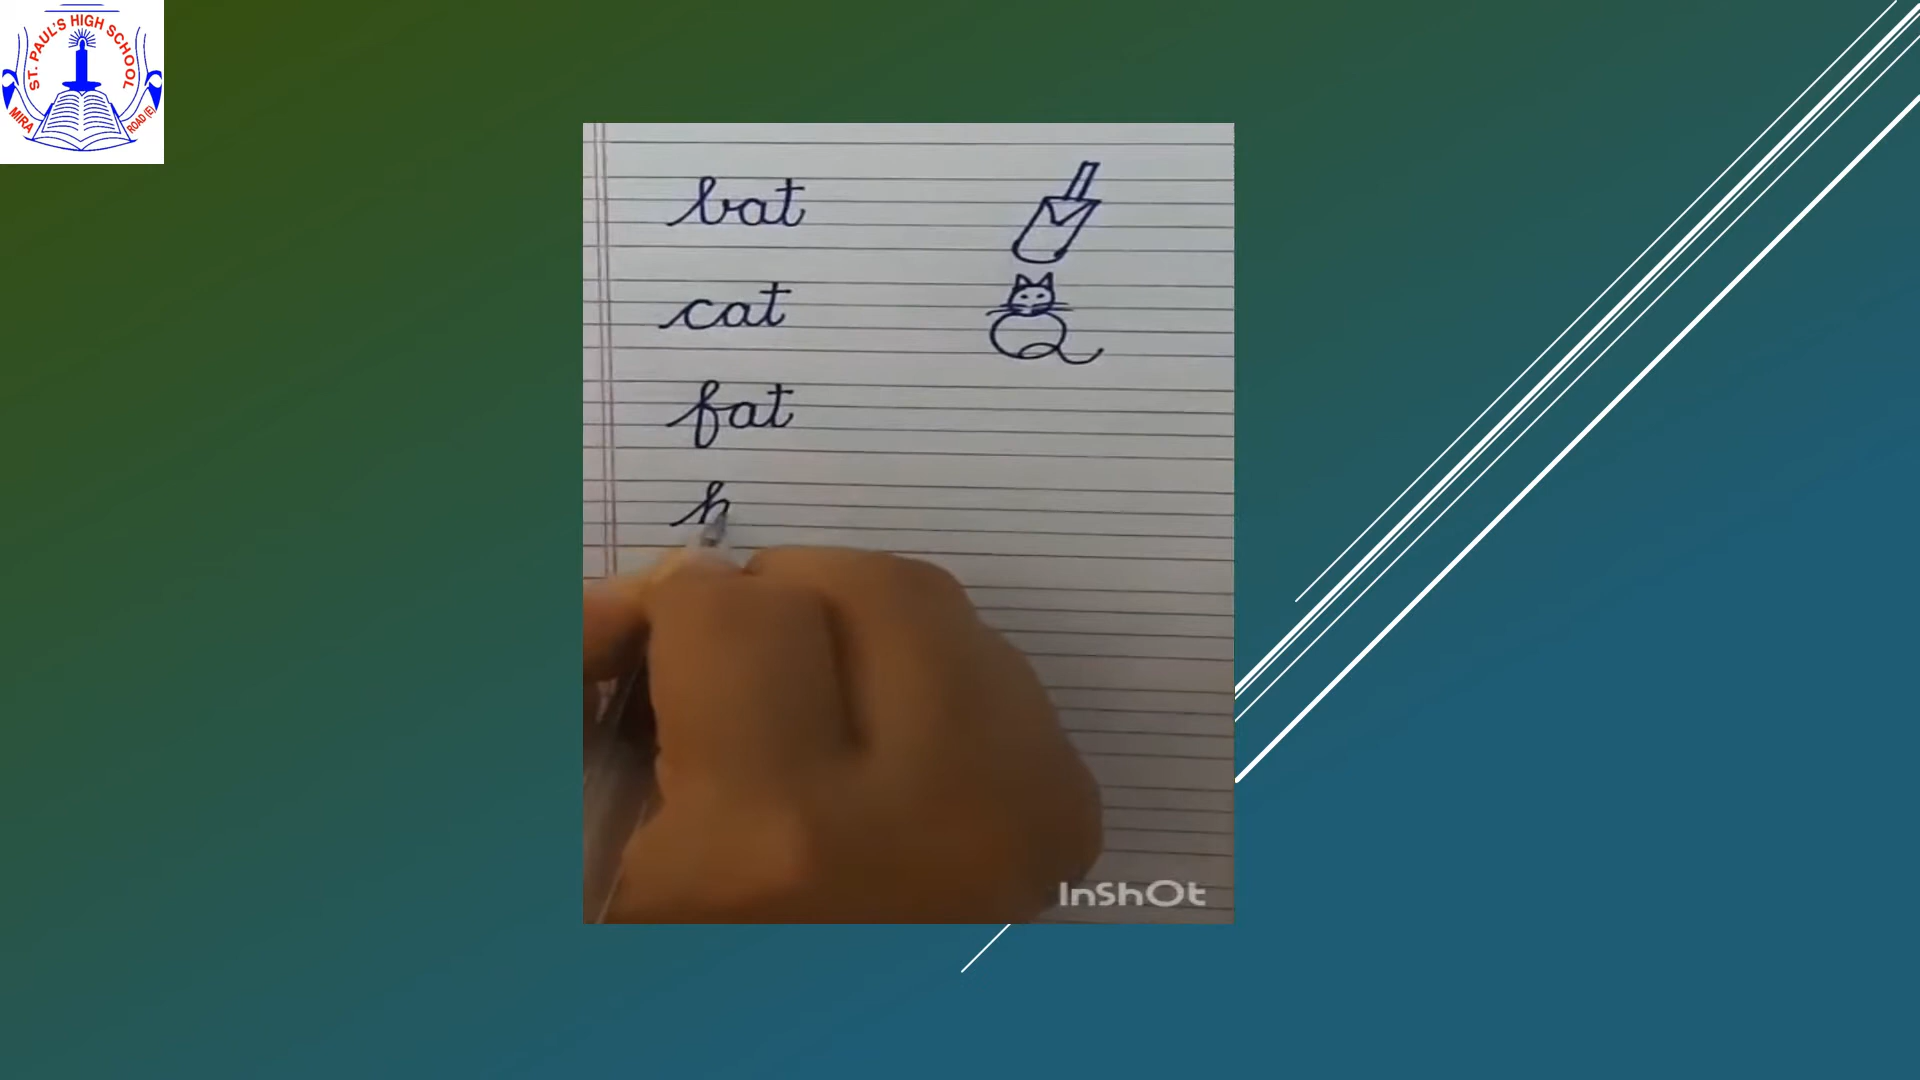 ST. PAUL'S HIGH SCHOOL
MIRA ROAD (E)
bat
cat
fat
h
InShOt